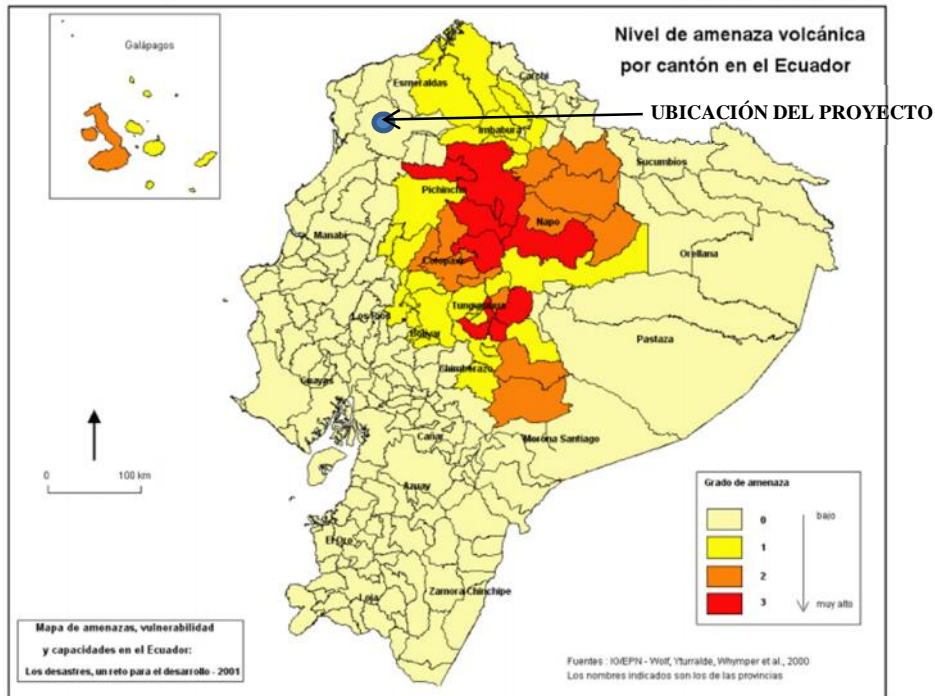 Galápagos
Nivel de amenaza volcánica
por cantón en el Ecuador
UBICACIÓN DEL PROYECTO
Esmeraldas
Carchi
Imbabura
Sucumbíos
Pichincha
Napo
Manabí
Orellana
Cotopaxi
Tungurahua
Los Ríos
Bolívar
Pastaza
Chimborazo
Guayas
Cañar
Morona Santiago
0
100 km
Azuay
El Oro
Loja
Zamora Chinchipe
Grado de amenaza
0
bajo
1
2
3
muy alto
Mapa de amenazas, vulnerabilidad
y capacidades en el Ecuador:
Los desastres, un reto para el desarrollo - 2001
Fuentes : IG/EPN - Wolf, Yturralde, Whymper et al., 2000
Los nombres indicados son los de las provincias